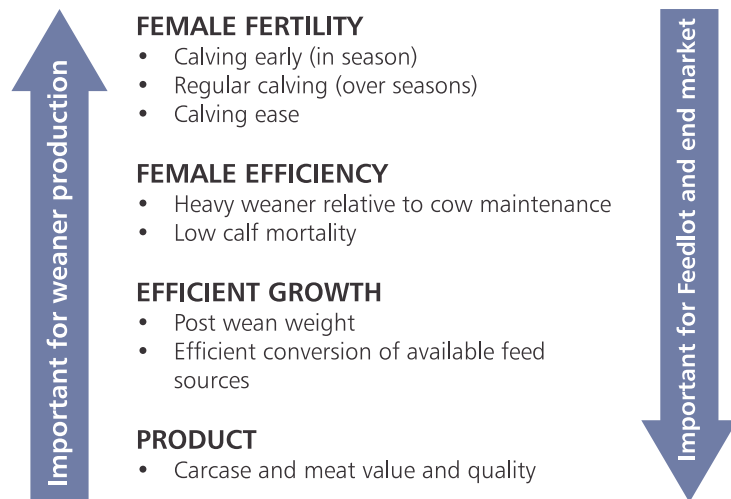 Important for weaner production
FEMALE FERTILITY
• Calving early (in season)
• Regular calving (over seasons)
• Calving ease
FEMALE EFFICIENCY
• Heavy weaner relative to cow maintenance
• Low calf mortality
EFFICIENT GROWTH
• Post wean weight
• Efficient conversion of available feed
sources
PRODUCT
• Carcase and meat value and quality
Important for Feedlot and end market